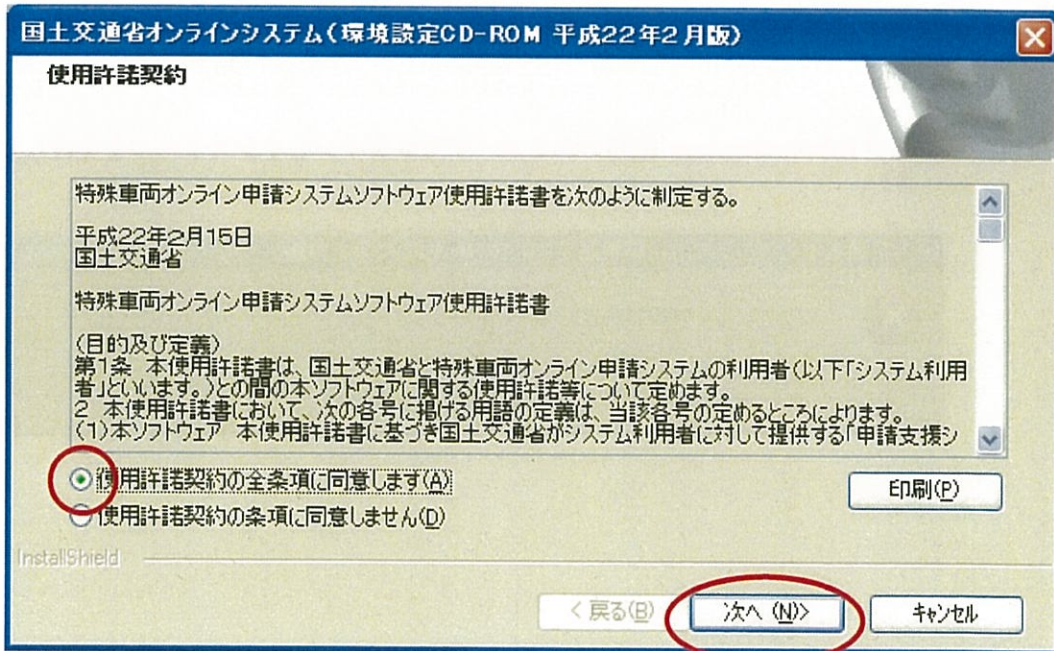 国土交通省オンラインシステム(環境設定CD-ROM 平成22年2月版)
使用許諾契約
特殊車両オンライン申請システムソフトウェア使用許諾書を次のように制定する。
平成22年2月15日
国土交通省
特殊車両オンライン申請システムソフトウェア使用許諾書
(目的及び定義)
第1条 本使用許諾書は、国土交通省と特殊車両オンライン申請システムの利用者(以下「システム利用
者」といいます。)との間の本ソフトウェアに関する使用許諾等について定めます。
2 本使用許諾書において、次の各号に掲げる用語の定義は、当該各号の定めるところによります。
(1)本ソフトウェア 本使用許諾書に基づき国土交通省がシステム利用者に対して提供する「申請支援シ
使用許諾契約の全条項に同意します(A)
印刷(P)
使用許諾契約の条項に同意しません(D)
InstallShield
< 戻る(B)
次へ (N)>
キャンセル